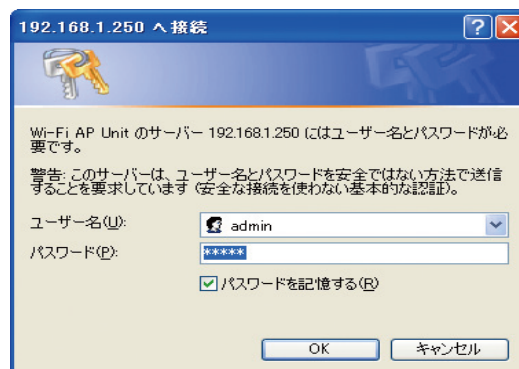 192.168.1.250 へ接続
Wi-Fi AP Unit のサーバー 192.168.1.250 にはユーザー名とパスワードが必
要です。
警告: このサーバーは、ユーザー名とパスワードを安全ではない方法で送信
することを要求しています (安全な接続を使わない基本的な認証)。
ユーザー名(U):
admin
パスワード(P):
*****
パスワードを記憶する(R)
OK
キャンセル